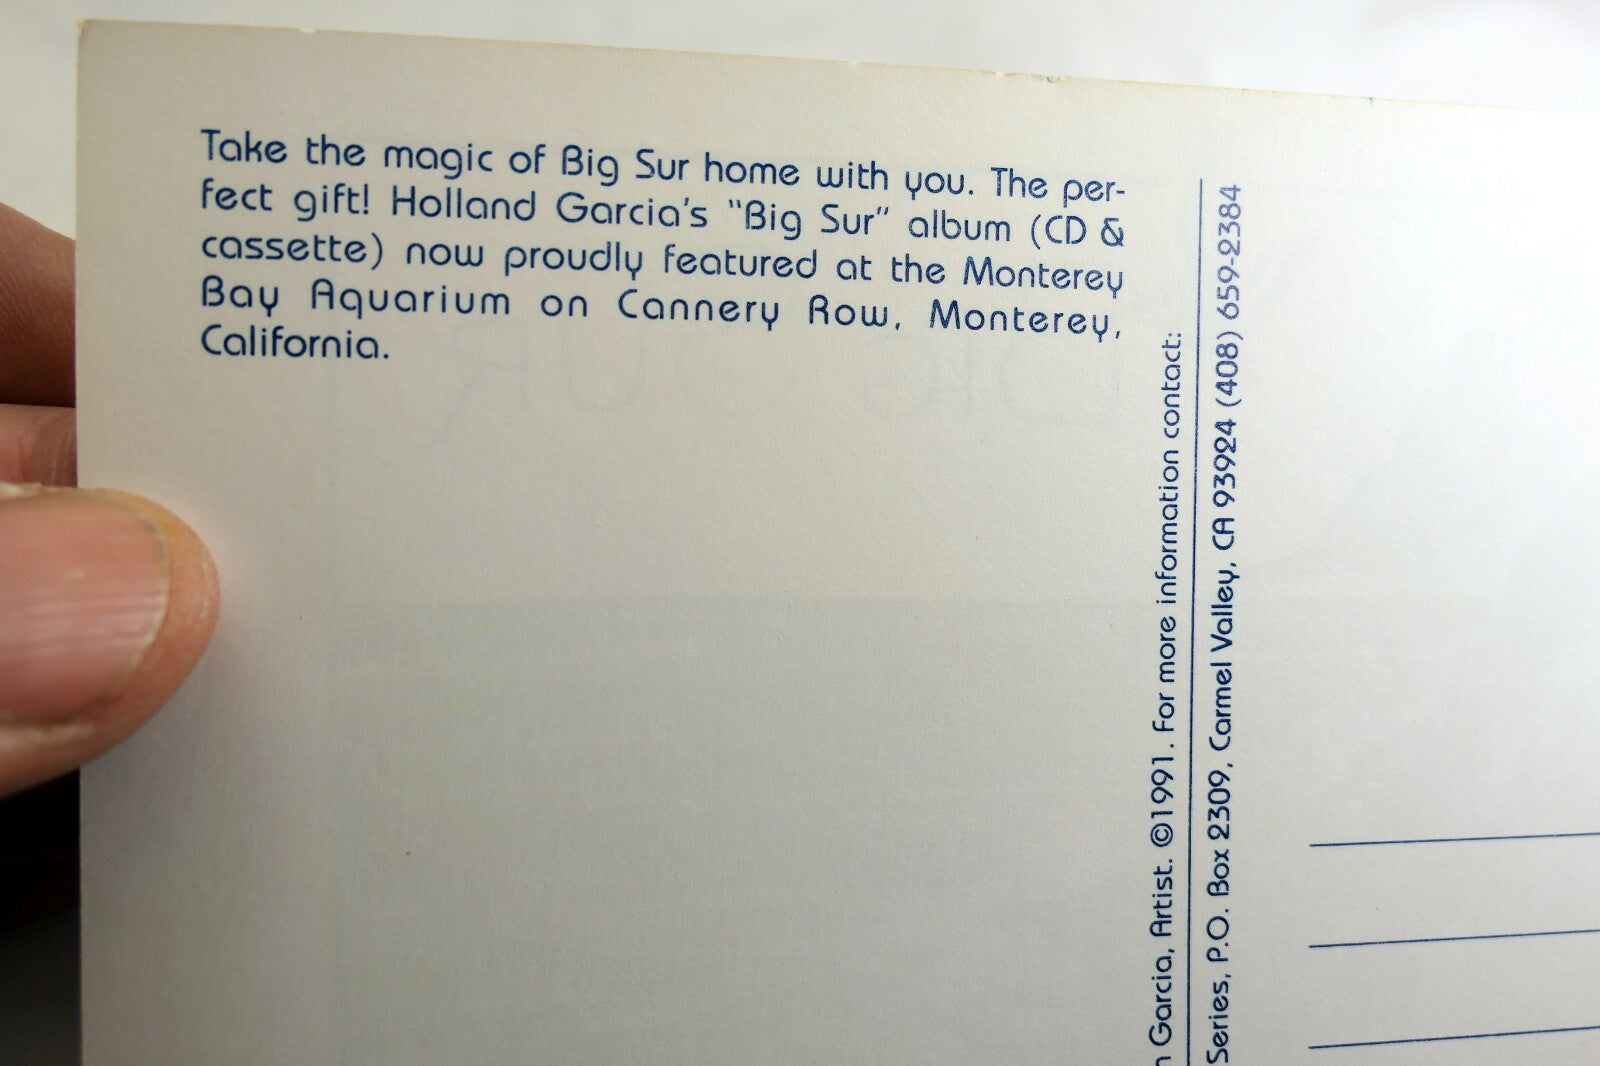 Take the magic of Big Sur home with you. The per-
fect gift! Holland Garcia's "Big Sur" album (CD &
cassette) now proudly featured at the Monterey
Bay Aquarium on Cannery Row, Monterey,
California.
Garcia, Artist. ©1991. For more information contact:
Series, P.O. Box 2309, Carmel Valley, CA 93924 (408) 659-2384